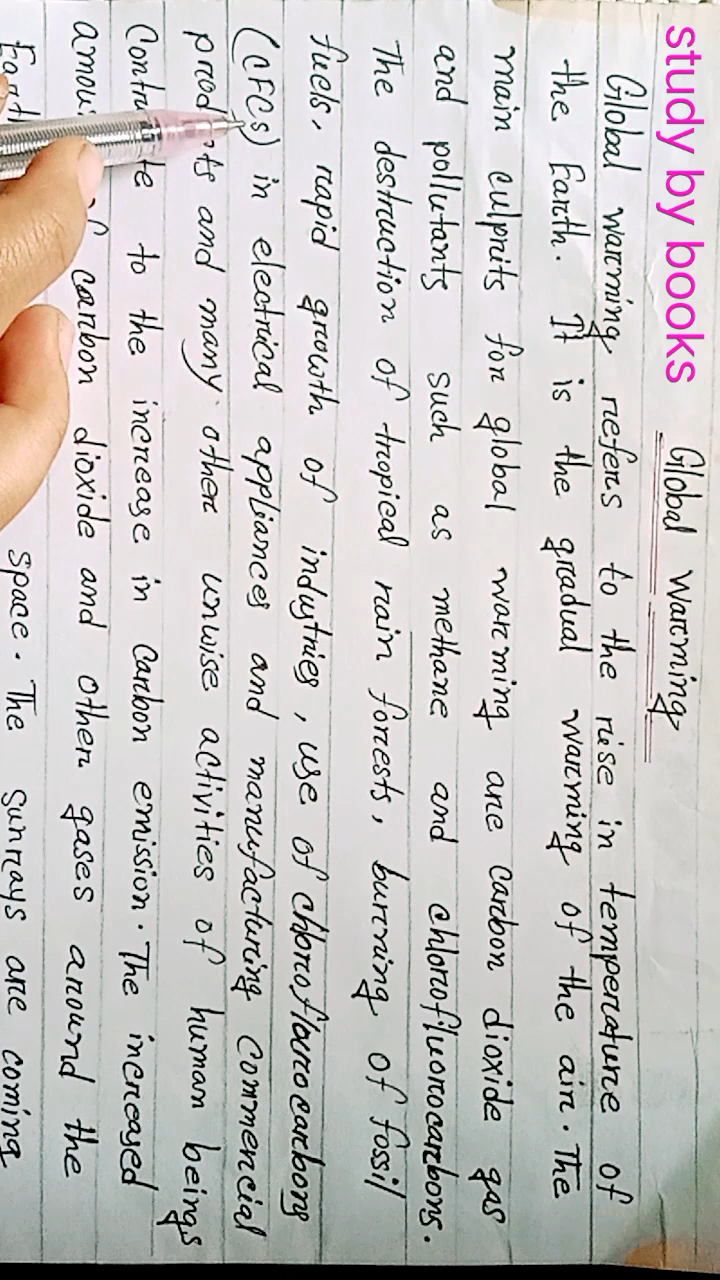 study by books
Global Warming
Global warming refers to the rise in temperature of
the Earth. It is the gradual warming of the air. The
main culprits for global warming are carbon dioxide gas
and pollutants such as methane and chlorofluorocarbons.
The destruction of tropical rain forests, burning of fossil
fuels, rapid growth of industries, use of chloroflourocarbons
(CFCs) in electrical appliances and manufacturing commercial
prod ts and many other unwise activities of human beings
Contr te to the increase in carbon emission. The increased
amou of carbon dioxide and other gases around the
Earth space. The sunrays are coming